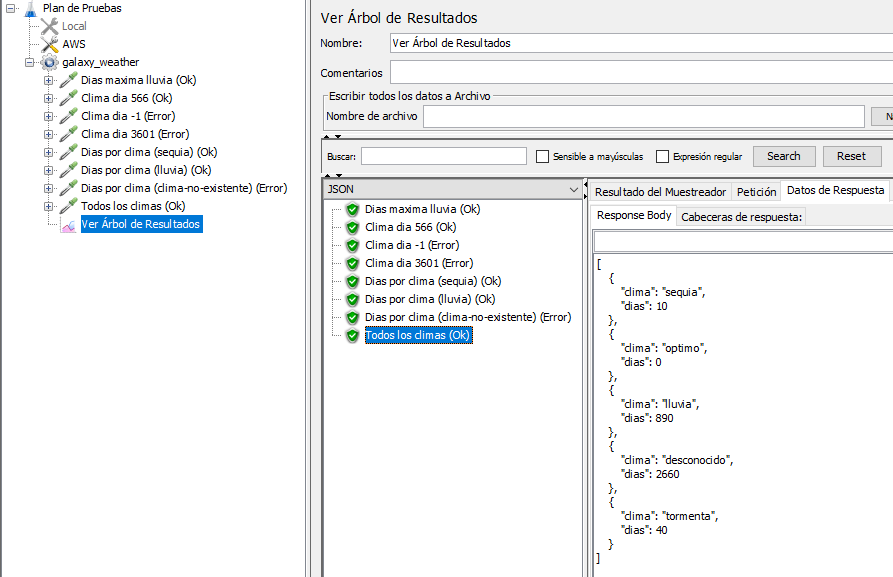 Plan de Pruebas
Local
AWS
galaxy_weather
Dias maxima lluvia (Ok)
Clima dia 566 (Ok)
Clima dia -1 (Error)
Clima dia 3601 (Error)
Dias por clima (sequia) (Ok)
Dias por clima (lluvia) (Ok)
Dias por clima (clima-no-existente) (Error)
Todos los climas (Ok)
Ver Árbol de Resultados
Ver Árbol de Resultados
Nombre: Ver Árbol de Resultados
Comentarios
Escribir todos los datos a Archivo
Nombre de archivo N
Buscar: Sensible a mayúsculas Expresión regular Search Reset
JSON
Dias maxima lluvia (Ok)
Clima dia 566 (Ok)
Clima dia -1 (Error)
Clima dia 3601 (Error)
Dias por clima (sequia) (Ok)
Dias por clima (lluvia) (Ok)
Dias por clima (clima-no-existente) (Error)
Todos los climas (Ok)
Resultado del Muestreador Petición Datos de Respuesta
Response Body Cabeceras de respuesta:
[
{
"clima": "sequia",
"dias": 10
},
{
"clima": "optimo",
"dias": 0
},
{
"clima": "lluvia",
"dias": 890
},
{
"clima": "desconocido",
"dias": 2660
},
{
"clima": "tormenta",
"dias": 40
}
]